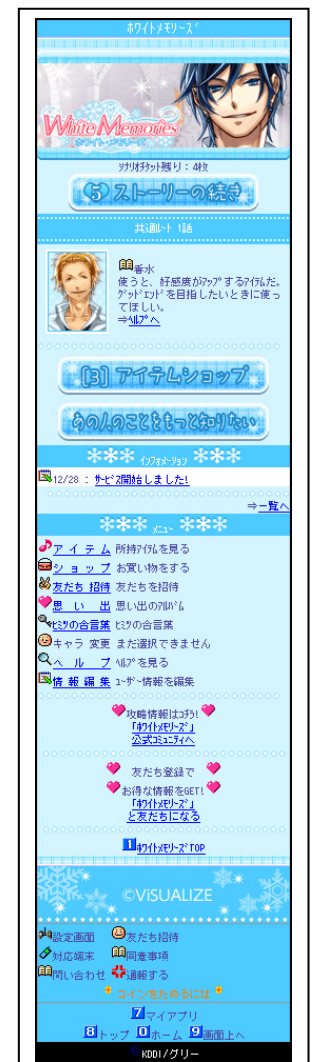 ホワイトメモリーズ
White Memories
ホワイト・メモリーズ
シナリオチケット残り：4枚
⑤ ストーリーの続き
共通ルート 1話
香水
使うと、好感度がアップするアイテムだ。
グッドエンドを目指したいときに使っ
てほしい。
⇒ヘルプへ
[3] アイテムショップ
あの人のことをもっと知りたい
*** インフォメーション ***
12/28 : サービス開始しました!
⇒一覧へ
*** メニュー ***
アイテム 所持アイテムを見る
ショップ お買い物をする
友だち招待 友だちを招待
思い出 思い出のアルバム
ヒミツの合言葉 ヒミツの合言葉
キャラ変更 まだ選択できません
ヘルプ ヘルプを見る
情報編集 ユーザー情報を編集
攻略情報はコチラ!
「ホワイトメモリーズ」
公式コミュニティへ
友だち登録で
お得な情報をGET!
「ホワイトメモリーズ」
と友だちになる
1ホワイトメモリーズTOP
©VISUALIZE
設定画面 友だち招待
対応端末 同意事項
問い合わせ 通報する
コインをためるには
7マイアプリ
8トップ 0ホーム 9画面上へ
KDDI/グリー